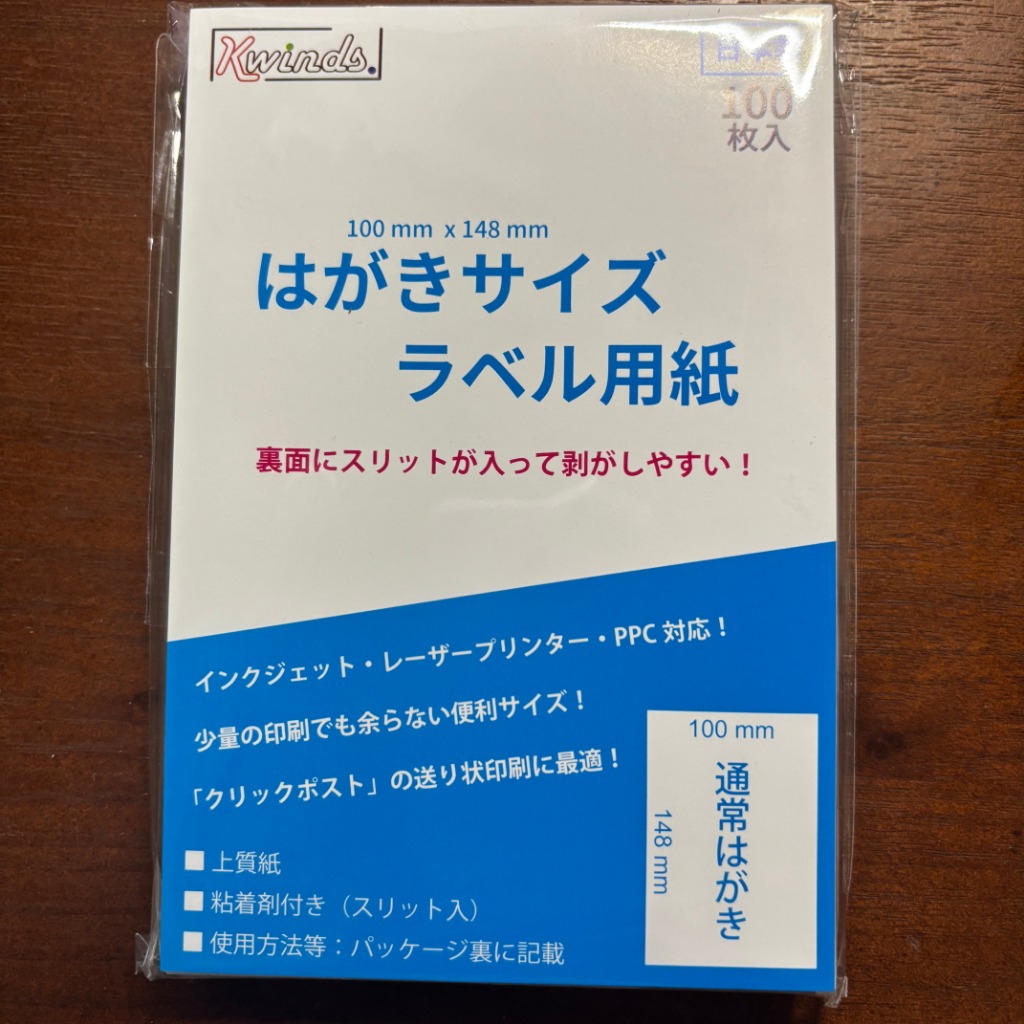 Kwinds.
100
枚入
100 mm x 148 mm
はがきサイズ
ラベル用紙
裏面にスリットが入って剥がしやすい！
インクジェット・レーザープリンター・PPC 対応！
少量の印刷でも余らない便利サイズ！
「クリックポスト」の送り状印刷に最適！
■ 上質紙
■ 粘着剤付き（スリット入）
■ 使用方法等：パッケージ裏に記載
100 mm
148 mm
通常はがき